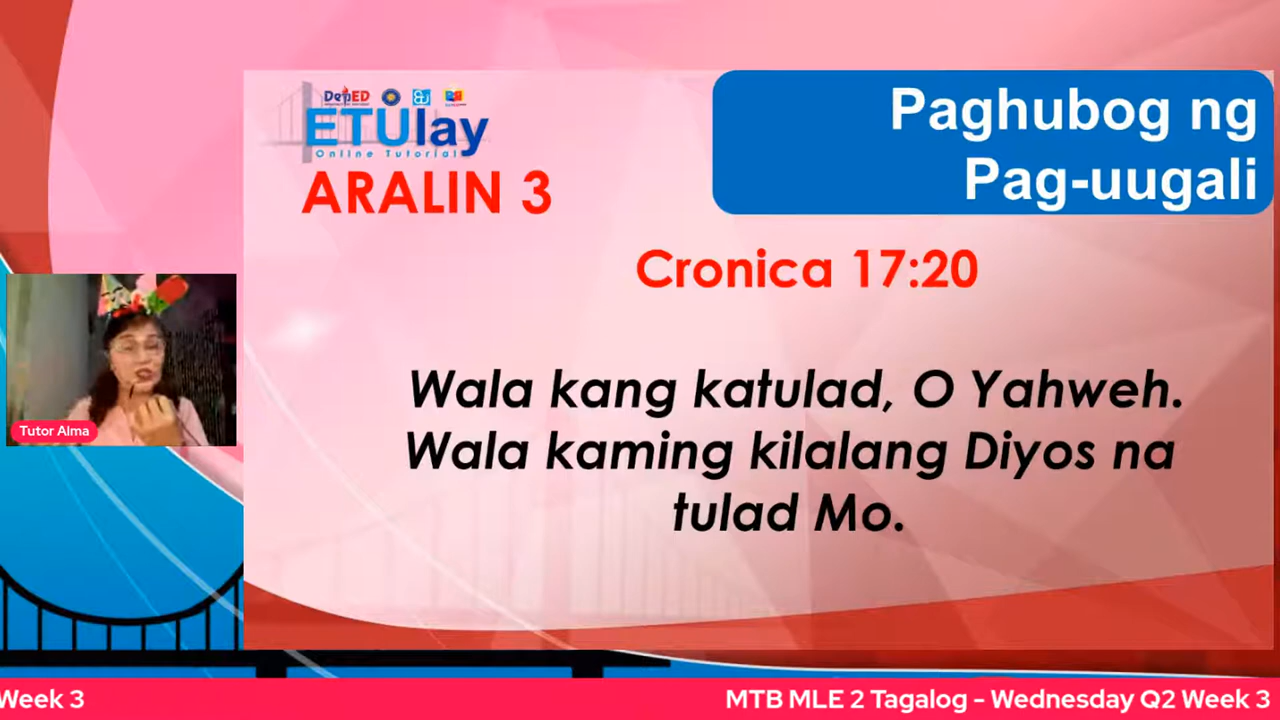 DepED
ETUlay
Online Tutorial
ARALIN 3
Paghubog ng
Pag-uugali
Cronica 17:20
Wala kang katulad, O Yahweh.
Wala kaming kilalang Diyos na
tulad Mo.
Tutor Alma
Week 3
MTB MLE 2 Tagalog - Wednesday Q2 Week 3